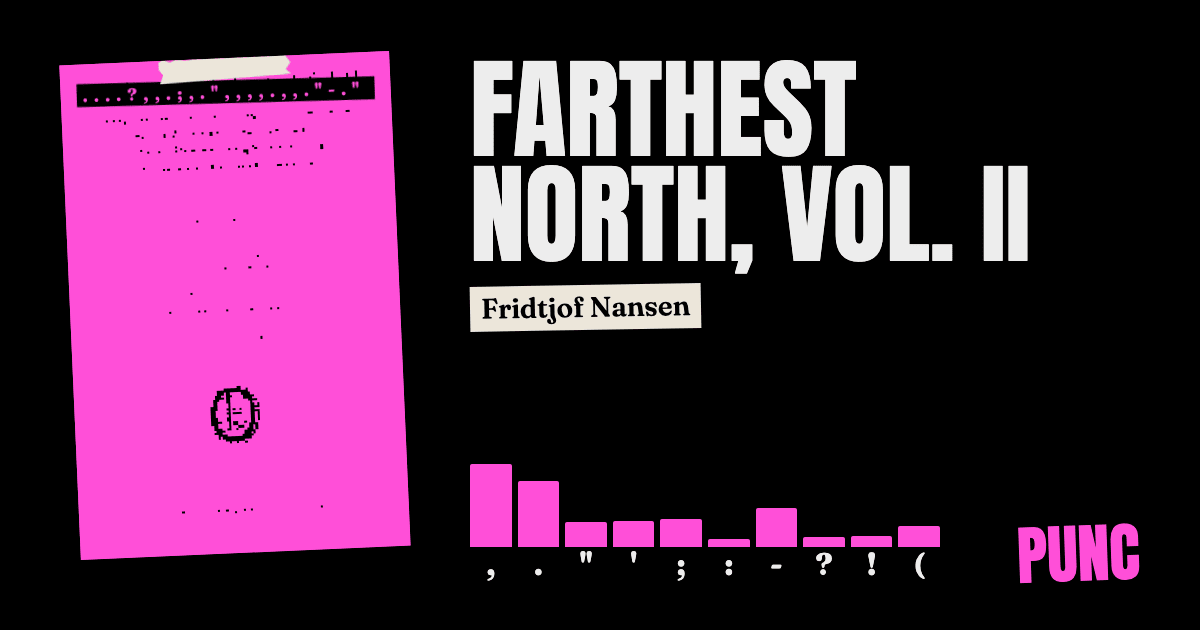 ....?,,.;,.",,,,.,,."-."
FARTHEST
NORTH, VOL. II
Fridtjof Nansen
, . " ' ; : - ? ! (
PUNC